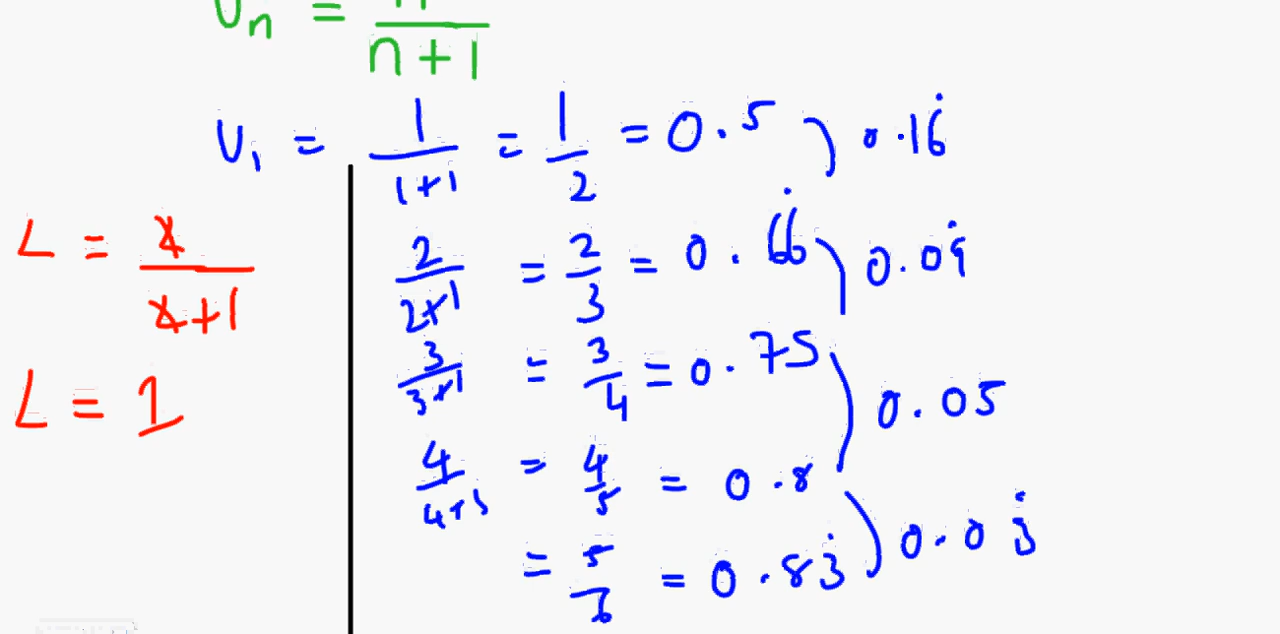 Uₙ = n/(n+1)
U₁ = 1/(1+1) = 1/2 = 0.5 ) 0.16̇
L = x/(x+1)
2/(2+1) = 2/3 = 0.66̇ ) 0.09
3/(3+1) = 3/4 = 0.75 ) 0.05
L = 1
4/(4+1) = 4/5 = 0.8 ) 0.03̇
= 5/6 = 0.83̇